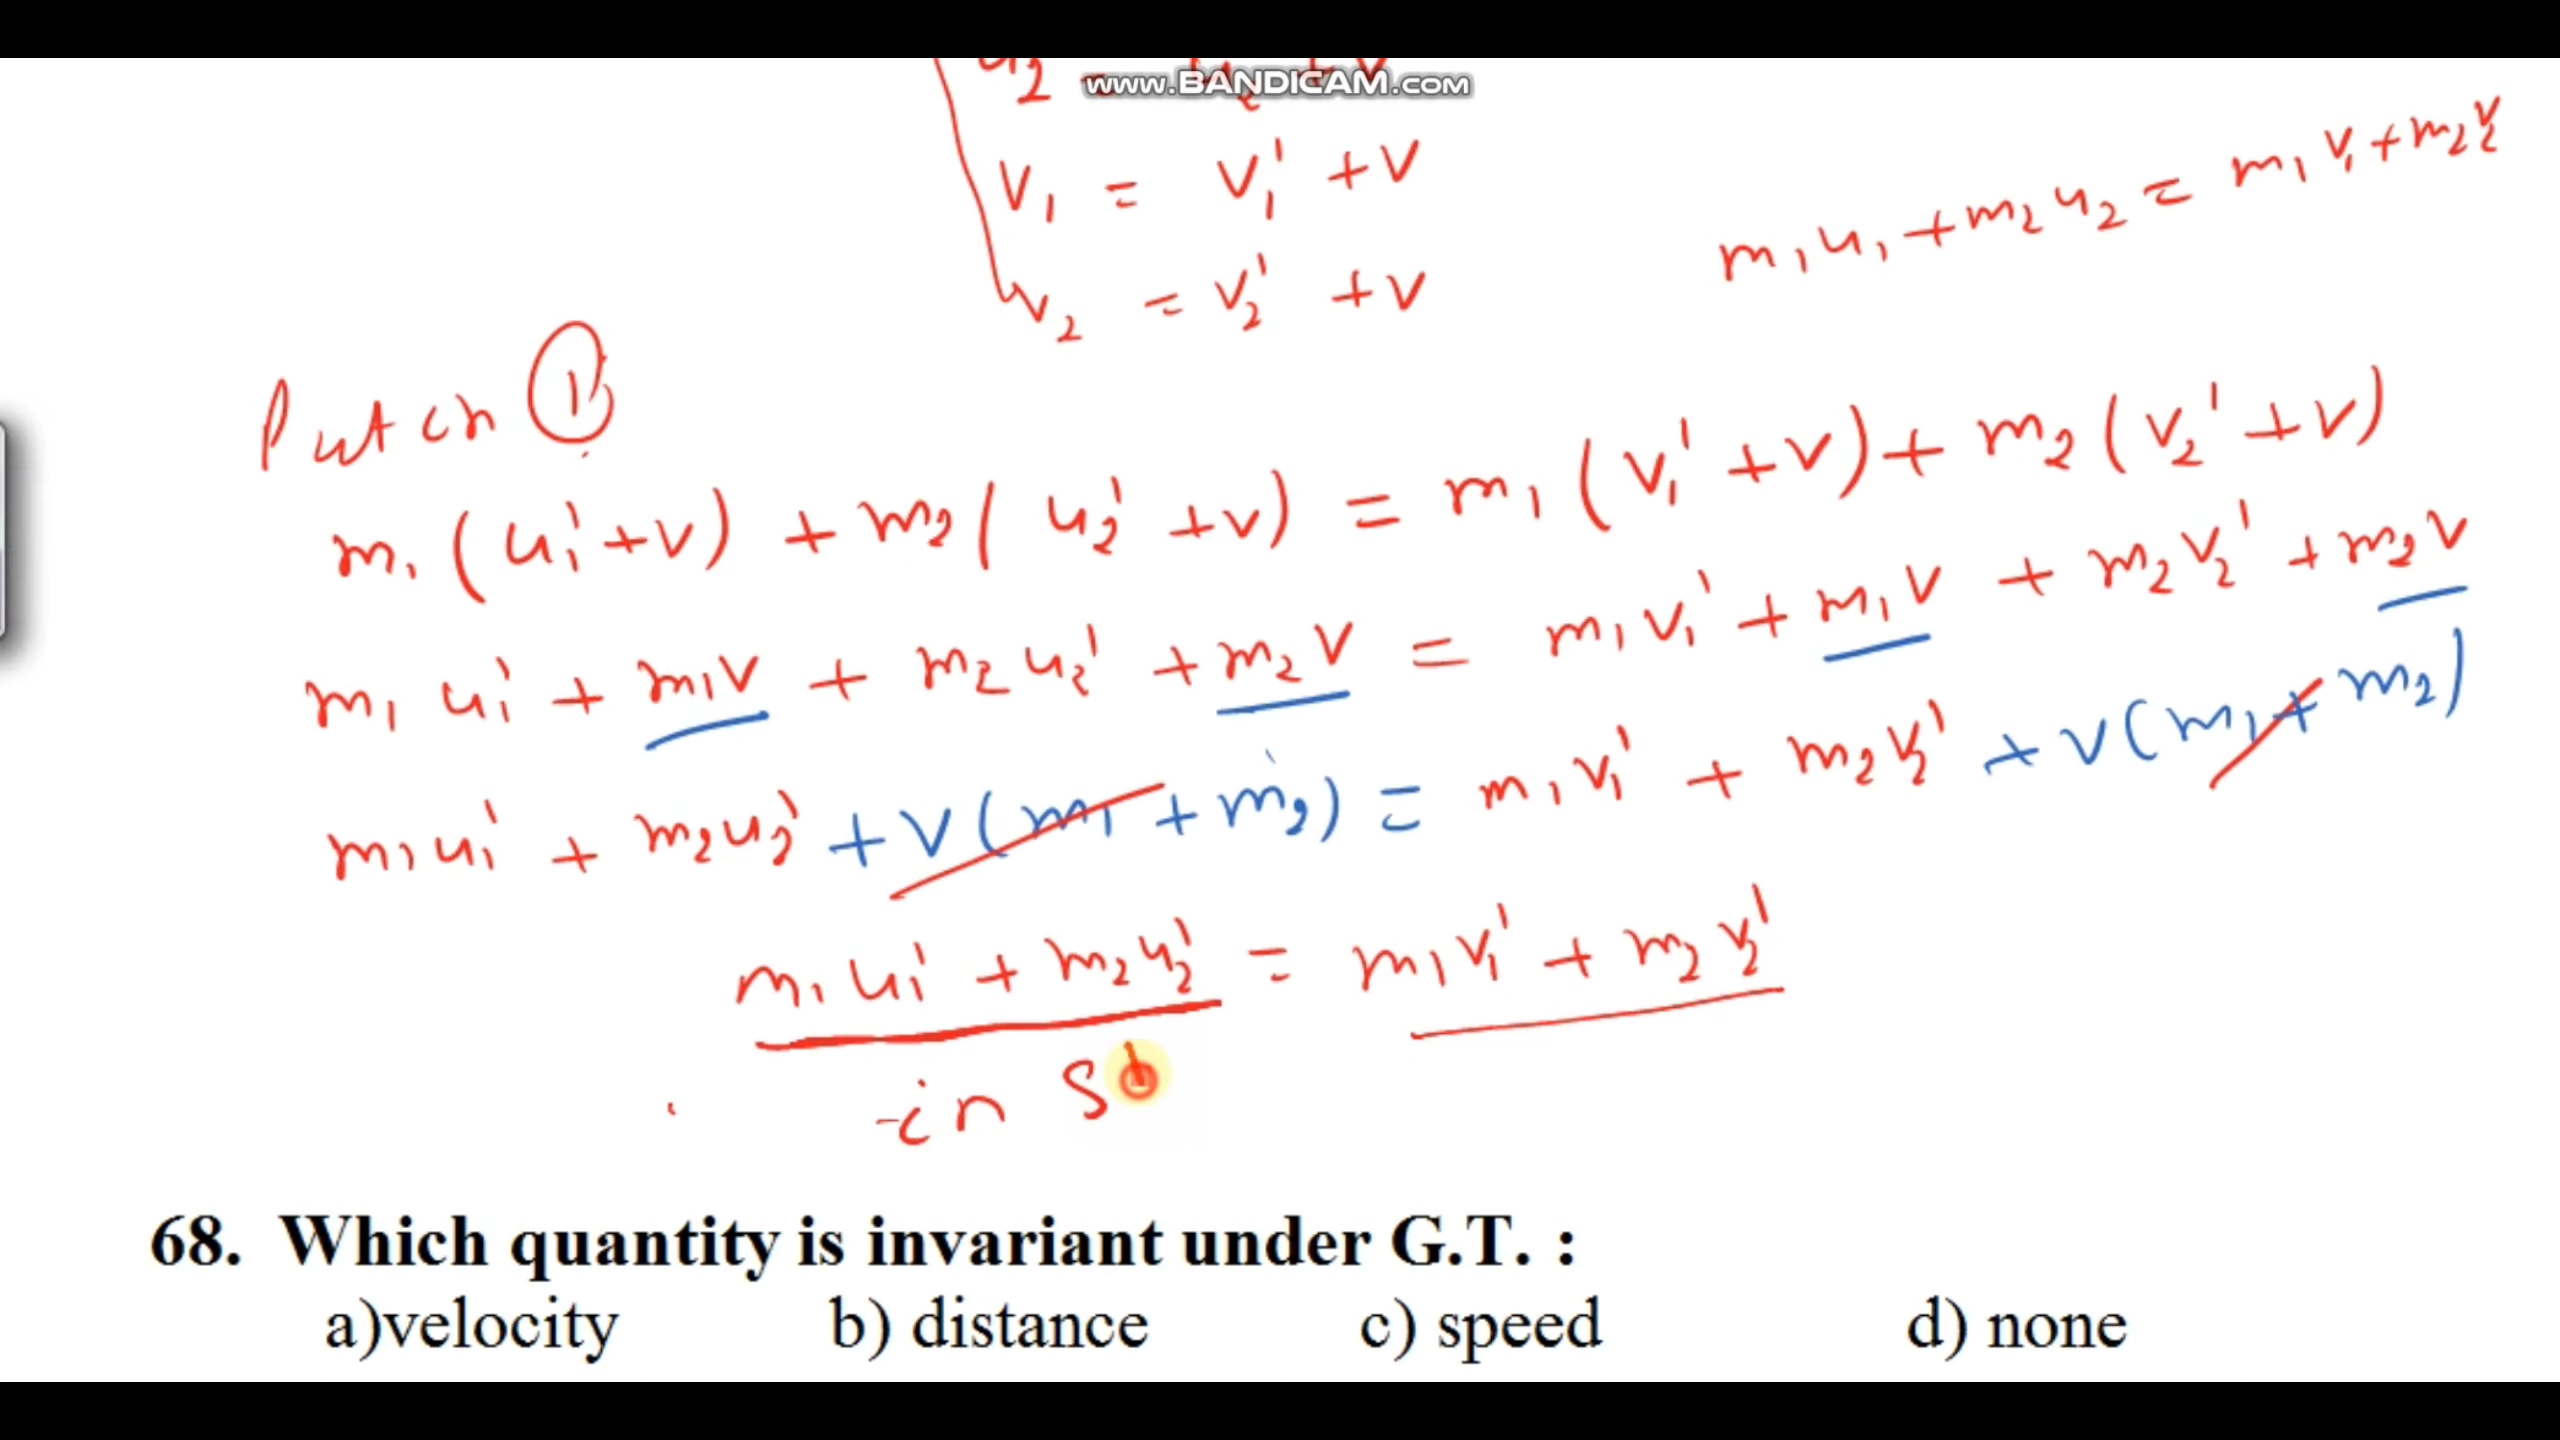 www.BANDICAM.com
v₁ = v₁' + v
m₁u₁ + m₂u₂ = m₁v₁ + m₂v₂
v₂ = v₂' + v
Put in ①
m₁(u₁' + v) + m₂(u₂' + v) = m₁(v₁' + v) + m₂(v₂' + v)
m₁u₁' + m₁v + m₂u₂' + m₂v = m₁v₁' + m₁v + m₂v₂' + m₂v
m₁u₁' + m₂u₂' + v(m₁ + m₂) = m₁v₁' + m₂v₂' + v(m₁ + m₂)
m₁u₁' + m₂u₂' = m₁v₁' + m₂v₂'
in S'
68. Which quantity is invariant under G.T. :
a)velocity b) distance c) speed d) none